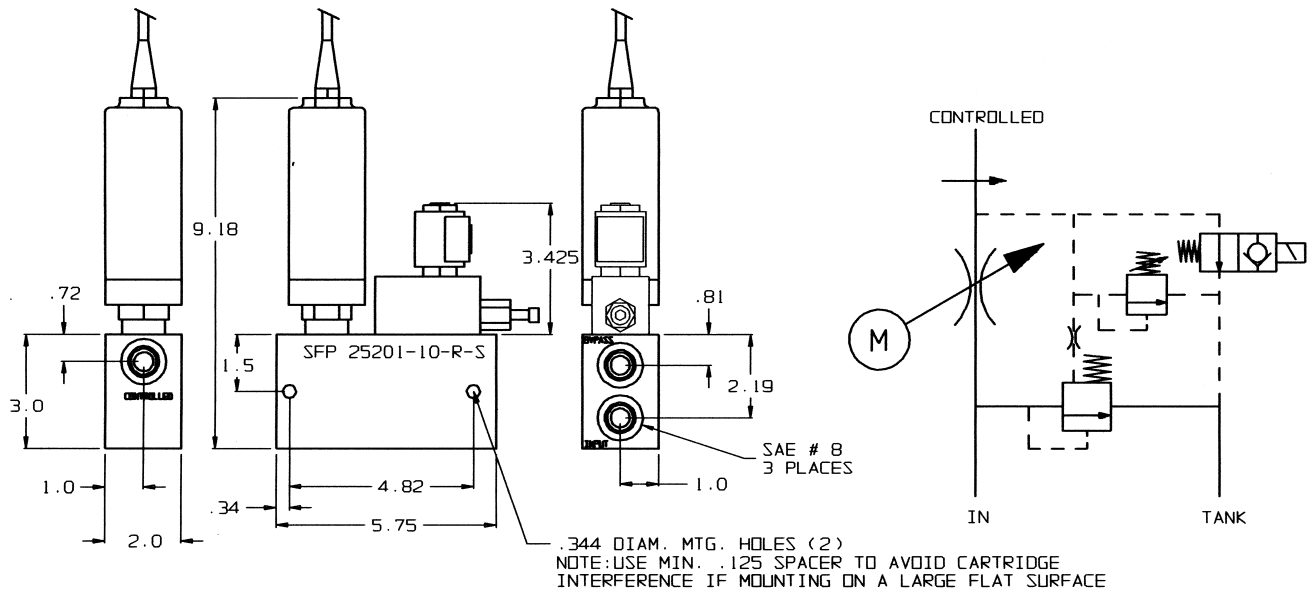 CONTROLLED
9.18
3.425
.72
.81
SFP 25201-10-R-S
BYPASS
M
1.5
2.19
3.0
CONTROLLED
INPUT
SAE # 8
3 PLACES
1.0
4.82
1.0
.34
5.75
IN
TANK
2.0
.344 DIAM. MTG. HOLES (2)
NOTE:USE MIN. .125 SPACER TO AVOID CARTRIDGE
INTERFERENCE IF MOUNTING ON A LARGE FLAT SURFACE